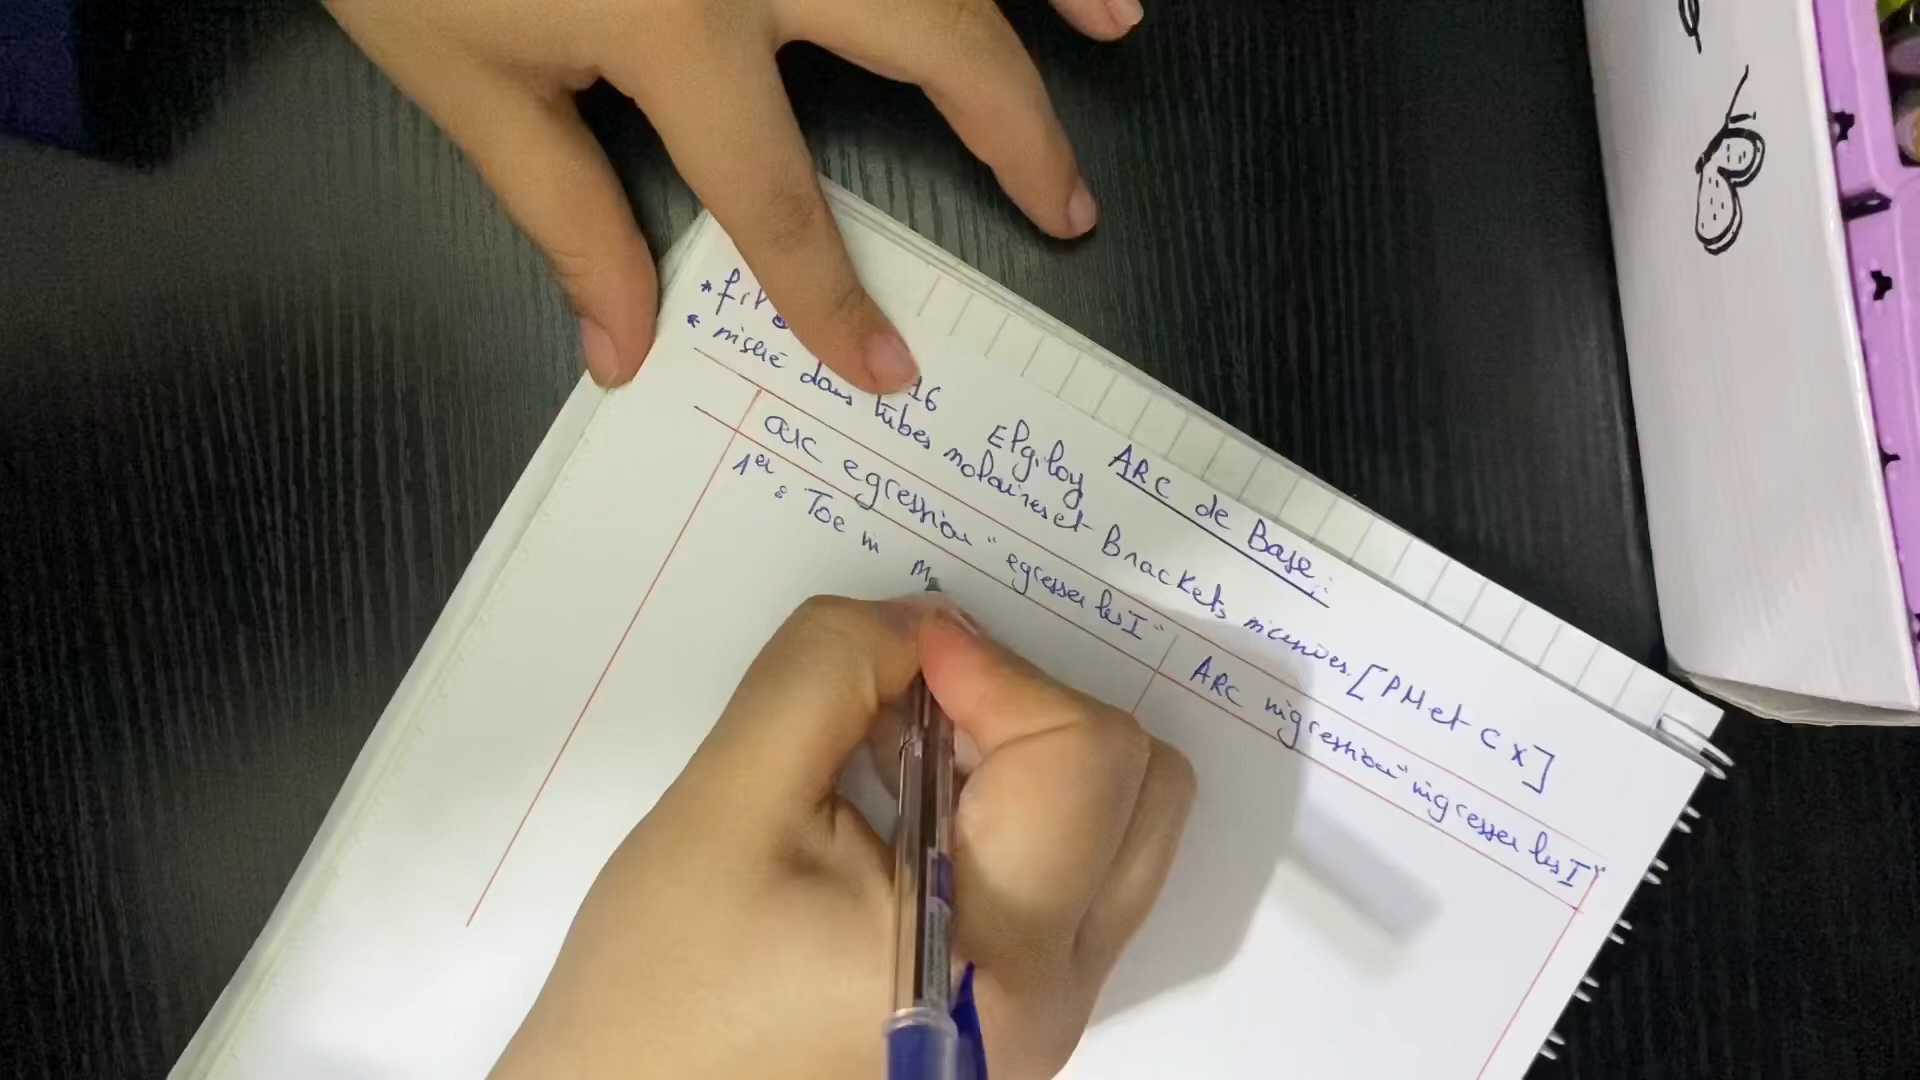 ARC de Base:
16 Elgiloy
inséré dans tubes molaires et Brackets incisives. [PM et C x]
arc egression "egresser les I"
ARC ingression "ingresser les I"
1er : Toe in